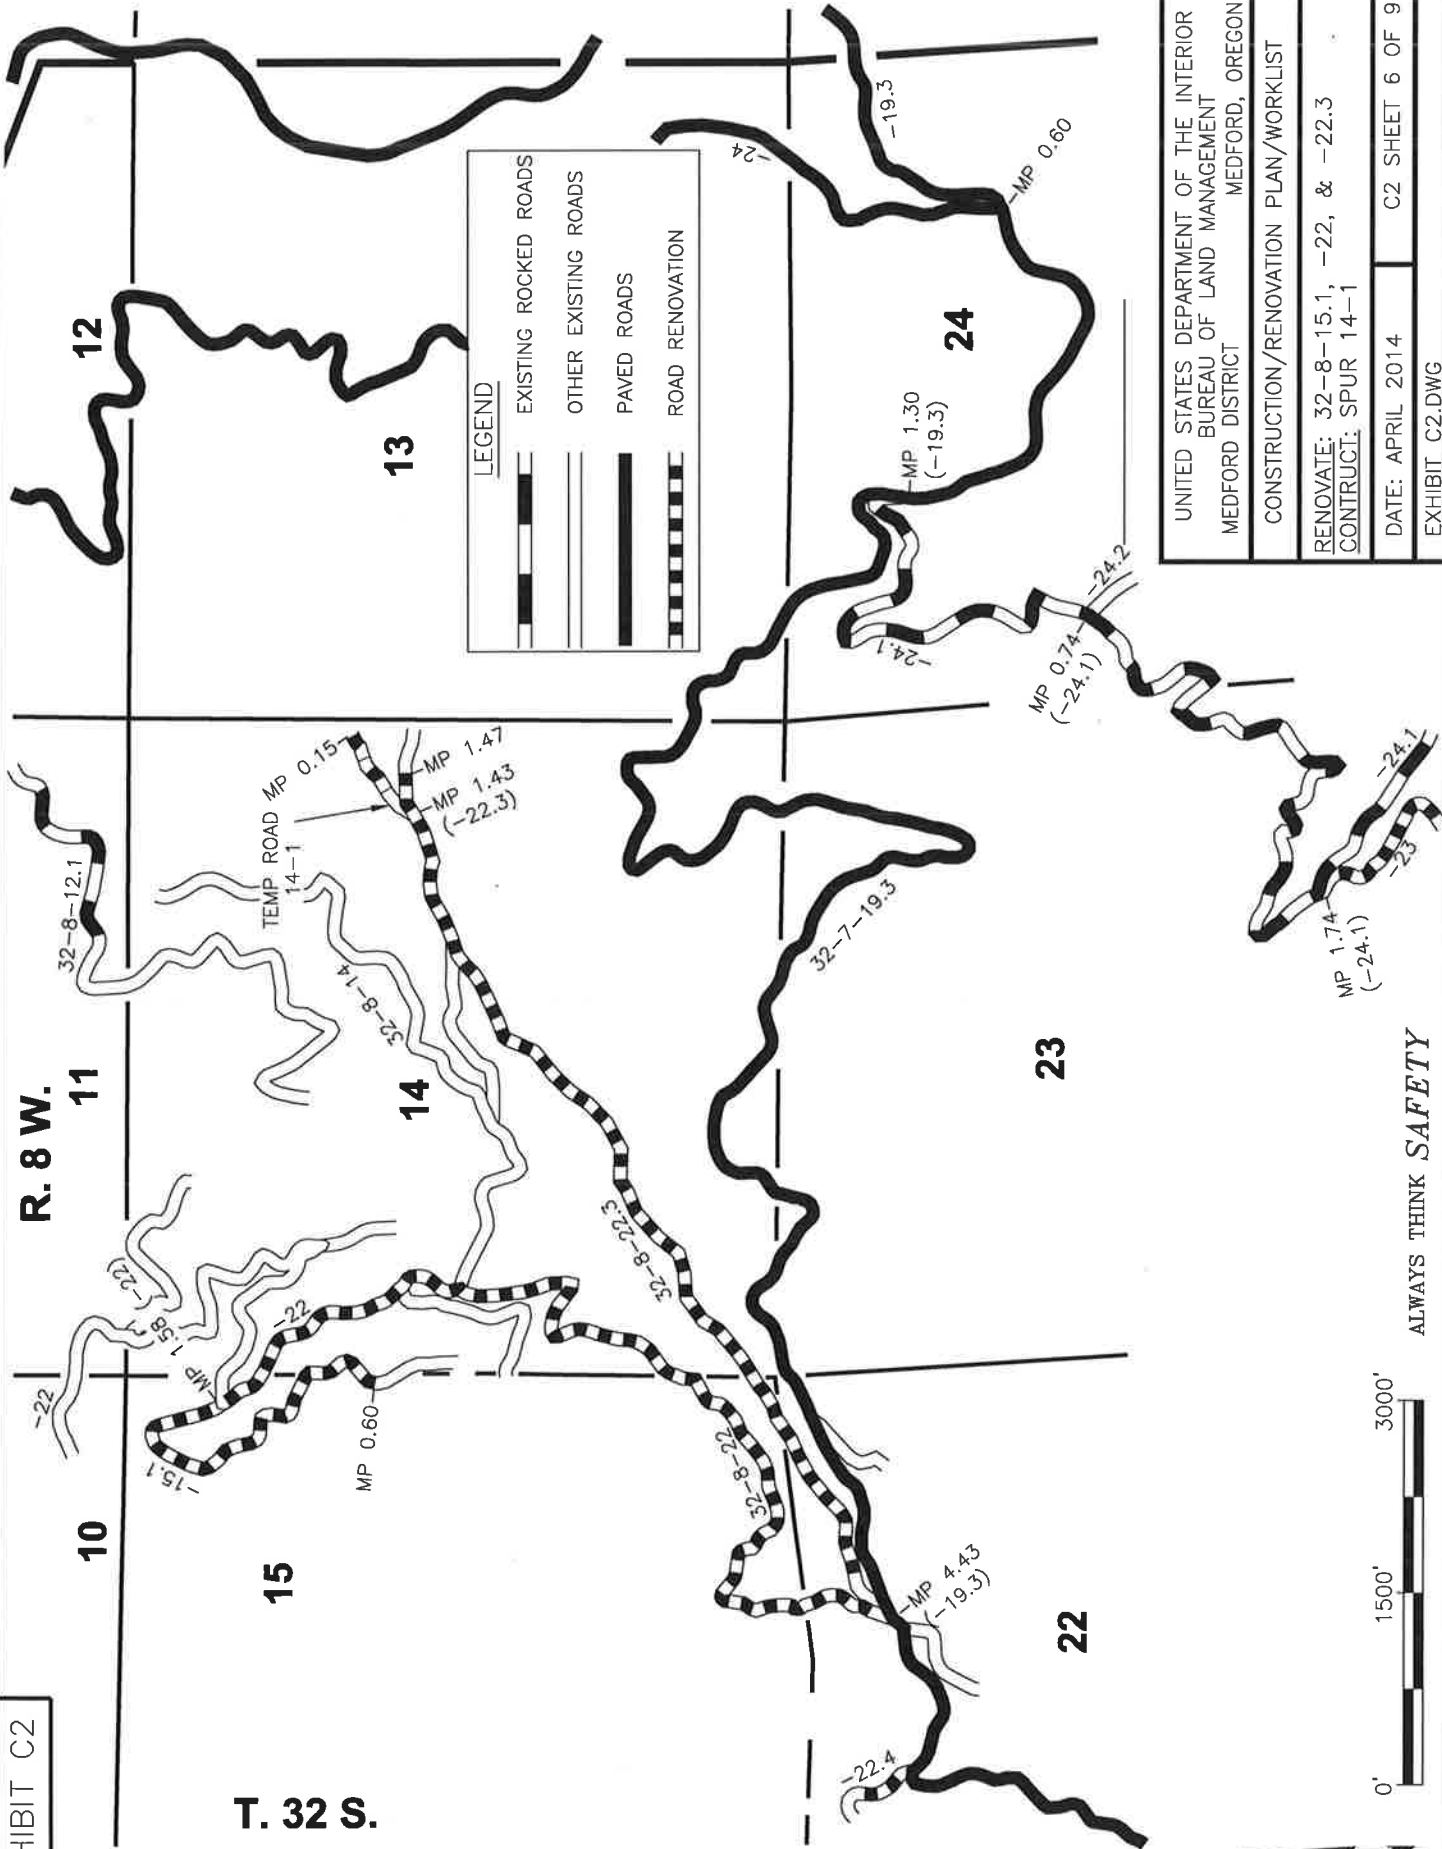 HIBIT C2
R. 8 W.
T. 32 S.
10
11
12
13
14
15
22
23
24
-22
MP 1.58 (-22)
-15.1
-22
MP 0.60
32-8-12.1
TEMP ROAD
14-1
MP 0.15
MP 1.47
MP 1.43
(-22.3)
32-8-14
32-8-22.3
32-8-22
32-7-19.3
MP 4.43
(-19.3)
-22.4
-24
-19.3
MP 0.60
MP 1.30
(-19.3)
-24.1
MP 0.74
(-24.1)
-24.2
-24.1
-23
MP 1.74
(-24.1)
LEGEND
EXISTING ROCKED ROADS
OTHER EXISTING ROADS
PAVED ROADS
ROAD RENOVATION
0' 1500' 3000'
ALWAYS THINK SAFETY
UNITED STATES DEPARTMENT OF THE INTERIOR
BUREAU OF LAND MANAGEMENT
MEDFORD DISTRICT MEDFORD, OREGON
CONSTRUCTION/RENOVATION PLAN/WORKLIST
RENOVATE: 32-8-15.1, -22, & -22.3
CONTRUCT: SPUR 14-1
DATE: APRIL 2014 C2 SHEET 6 OF 9
EXHIBIT C2.DWG